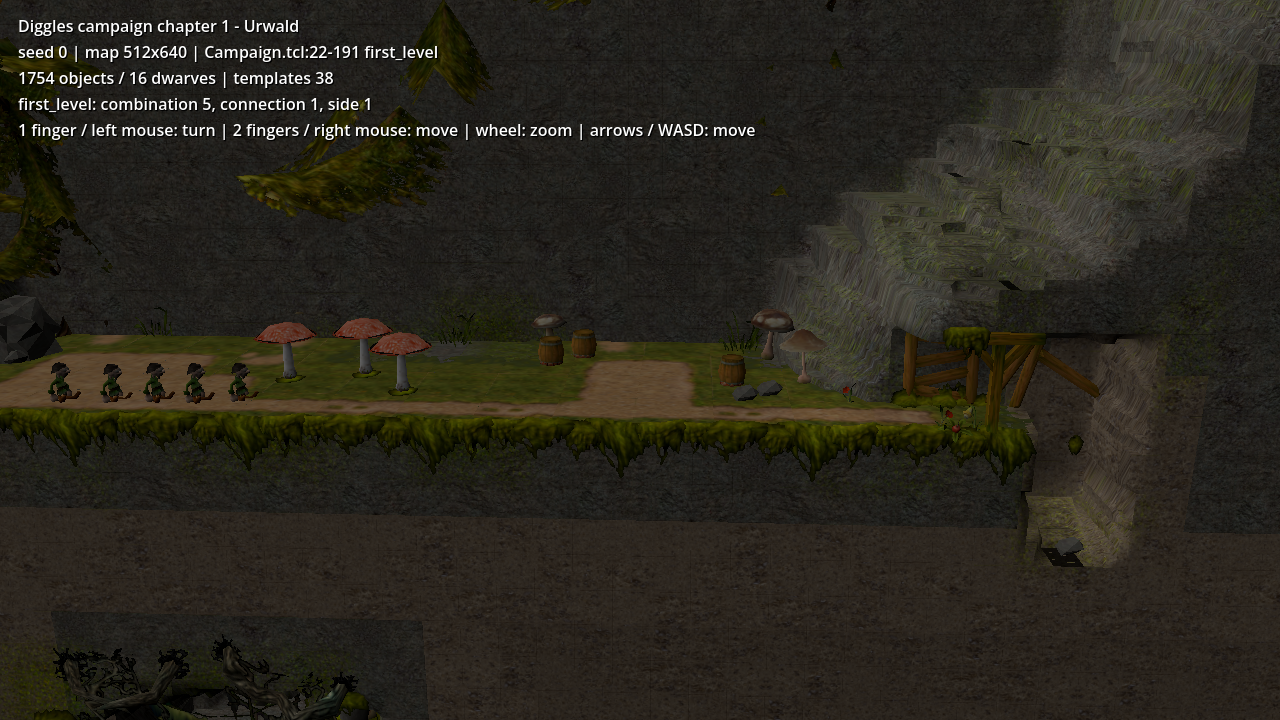 Diggles campaign chapter 1 - Urwald
seed 0 | map 512x640 | Campaign.tcl:22-191 first_level
1754 objects / 16 dwarves | templates 38
first_level: combination 5, connection 1, side 1
1 finger / left mouse: turn | 2 fingers / right mouse: move | wheel: zoom | arrows / WASD: move